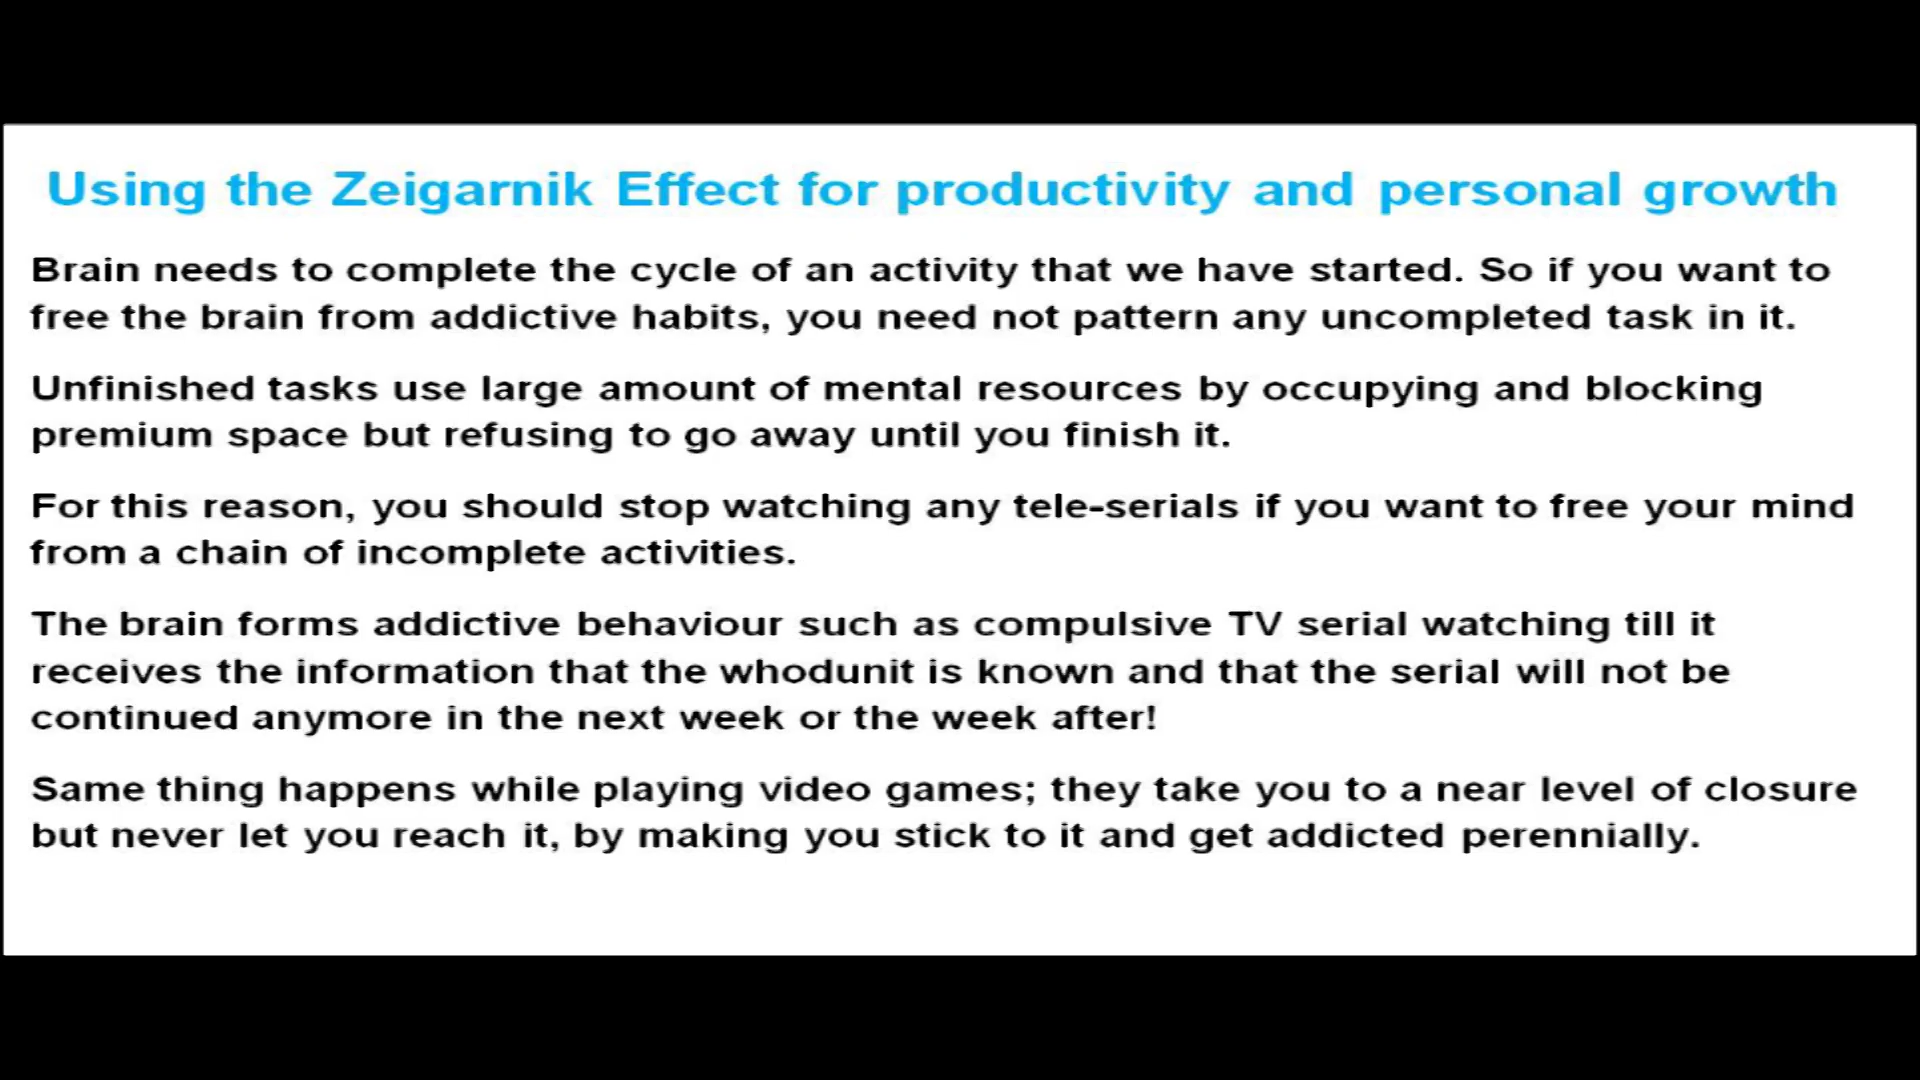 Using the Zeigarnik Effect for productivity and personal growth
Brain needs to complete the cycle of an activity that we have started. So if you want to
free the brain from addictive habits, you need not pattern any uncompleted task in it.
Unfinished tasks use large amount of mental resources by occupying and blocking
premium space but refusing to go away until you finish it.
For this reason, you should stop watching any tele-serials if you want to free your mind
from a chain of incomplete activities.
The brain forms addictive behaviour such as compulsive TV serial watching till it
receives the information that the whodunit is known and that the serial will not be
continued anymore in the next week or the week after!
Same thing happens while playing video games; they take you to a near level of closure
but never let you reach it, by making you stick to it and get addicted perennially.